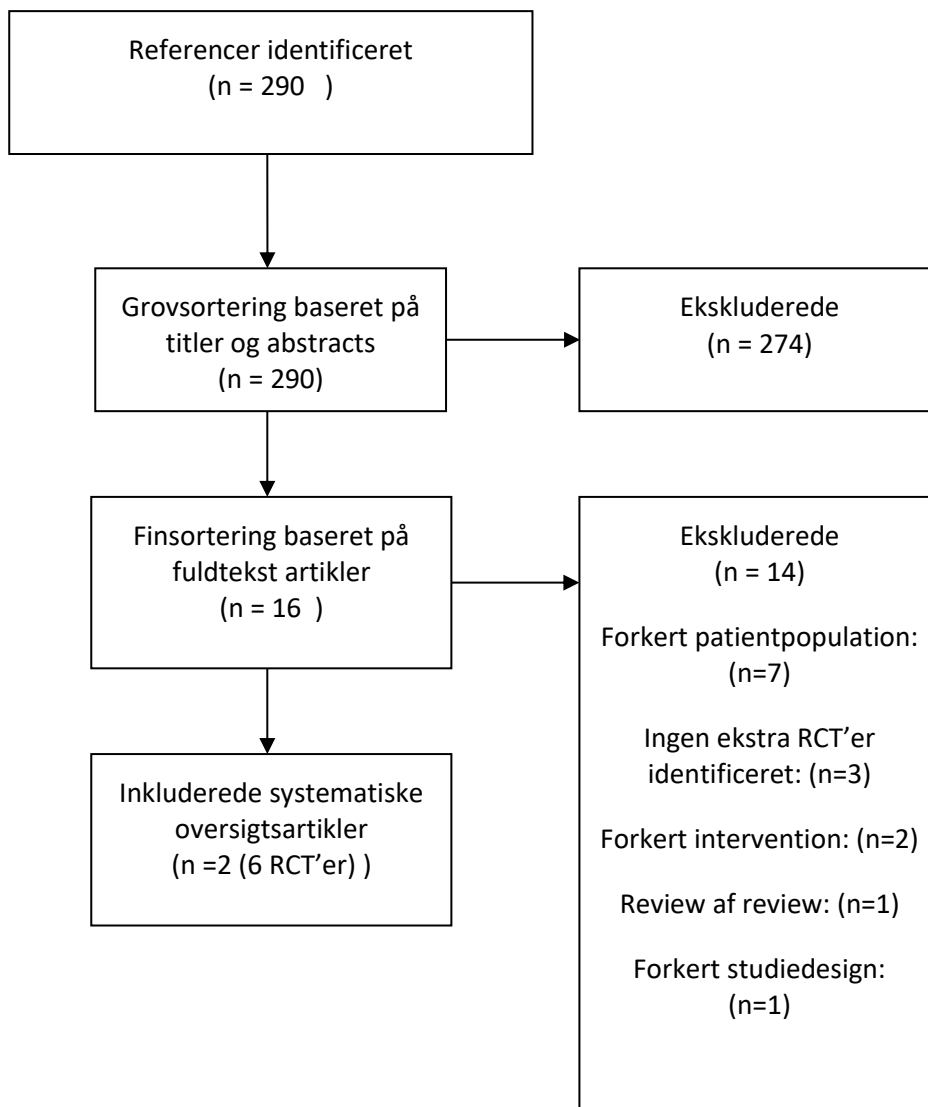 Referencer identificeret
(n = 290   )
Grovsortering baseret på
titler og abstracts
(n = 290)
Ekskluderede
(n = 274)
Finsortering baseret på
fuldtekst artikler
(n = 16  )
Ekskluderede
(n = 14)
Forkert patientpopulation:
(n=7)
Ingen ekstra RCT’er
identificeret: (n=3)
Forkert intervention: (n=2)
Review af review: (n=1)
Forkert studiedesign:
(n=1)
Inkluderede systematiske
oversigtsartikler
(n =2 (6 RCT’er) )